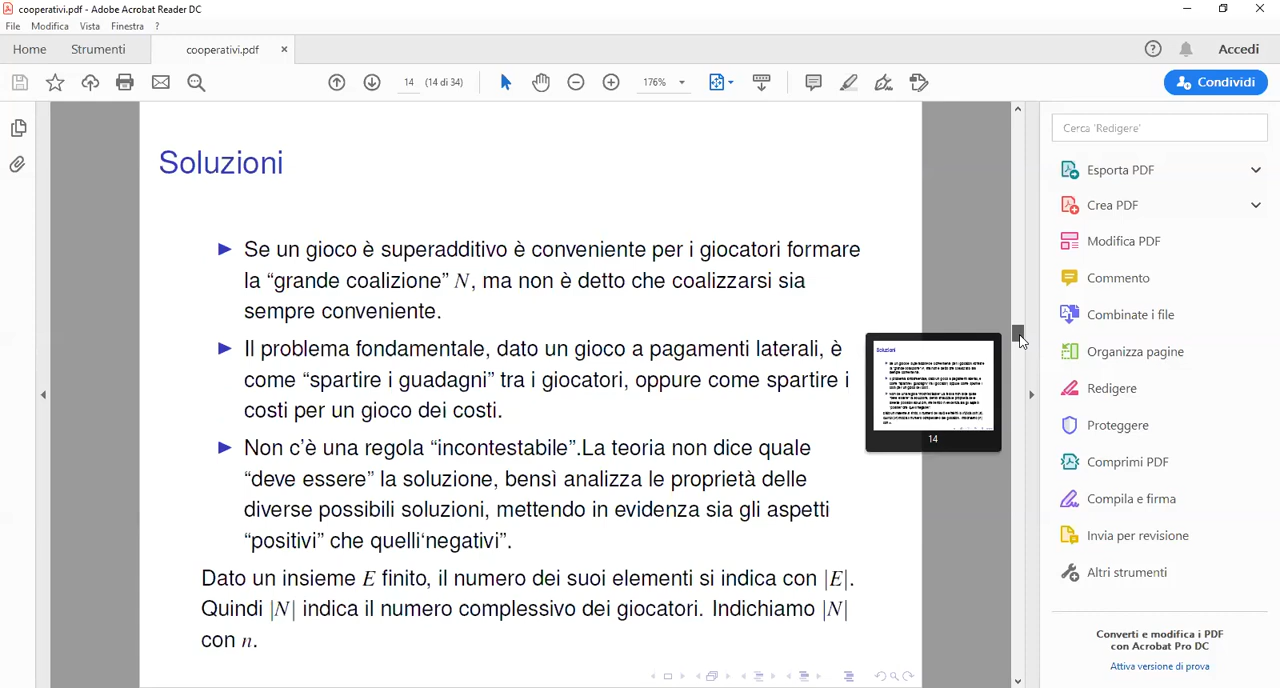 cooperativi.pdf - Adobe Acrobat Reader DC
File Modifica Vista Finestra ?
Home Strumenti cooperativi.pdf × Accedi
14 (14 di 34) 176% Condividi
Soluzioni
Se un gioco è superadditivo è conveniente per i giocatori formare
la “grande coalizione” N, ma non è detto che coalizzarsi sia
sempre conveniente.
Il problema fondamentale, dato un gioco a pagamenti laterali, è
come “spartire i guadagni” tra i giocatori, oppure come spartire i
costi per un gioco dei costi.
Non c’è una regola “incontestabile”.La teoria non dice quale
“deve essere” la soluzione, bensì analizza le proprietà delle
diverse possibili soluzioni, mettendo in evidenza sia gli aspetti
“positivi” che quelli‘negativi”.
Dato un insieme E finito, il numero dei suoi elementi si indica con |E|.
Quindi |N| indica il numero complessivo dei giocatori. Indichiamo |N|
con n.
Soluzioni
14
Cerca 'Redigere'
Esporta PDF
Crea PDF
Modifica PDF
Commento
Combinate i file
Organizza pagine
Redigere
Proteggere
Comprimi PDF
Compila e firma
Invia per revisione
Altri strumenti
Converti e modifica i PDF
con Acrobat Pro DC
Attiva versione di prova